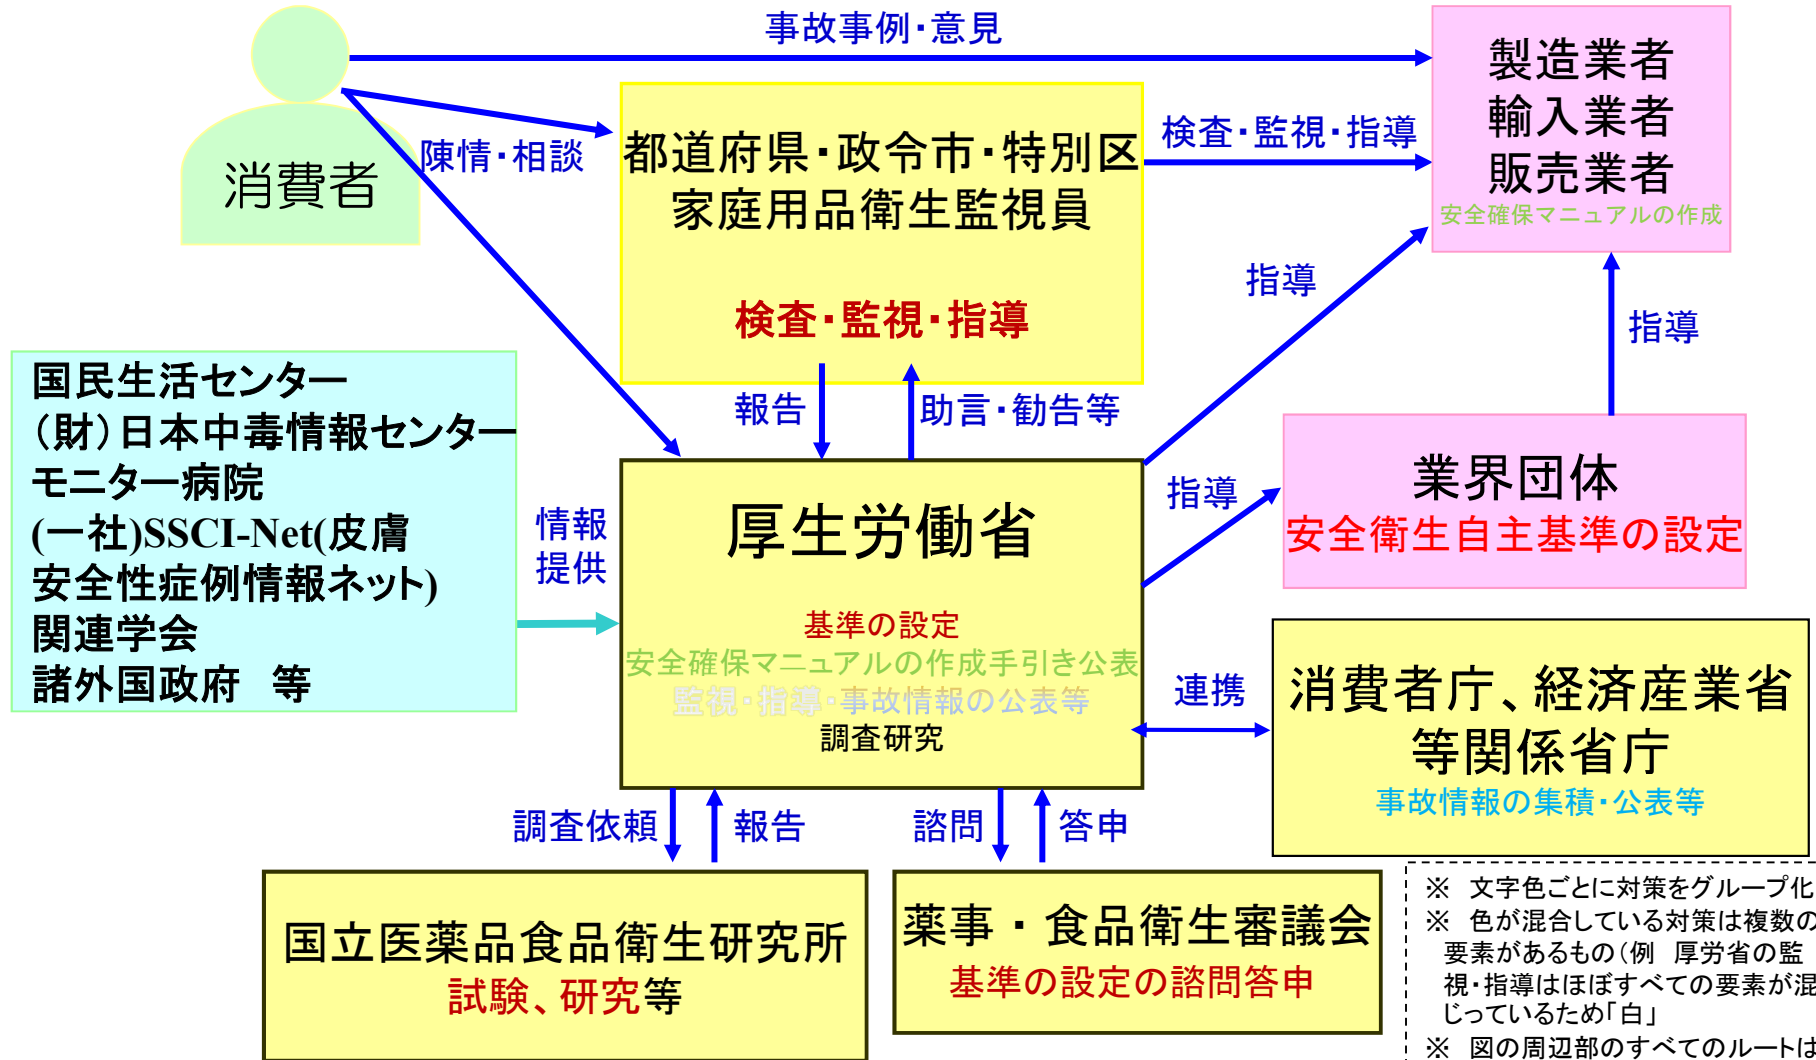 事故事例・意見
消費者
陳情・相談
都道府県・政令市・特別区
家庭用品衛生監視員
検査・監視・指導
検査・監視・指導
製造業者
輸入業者
販売業者
安全確保マニュアルの作成
指導
指導
国民生活センター
（財）日本中毒情報センター
モニター病院
(一社)SSCI-Net(皮膚
安全性症例情報ネット)
関連学会
諸外国政府　等
報告
助言・勧告等
情報
提供
厚生労働省
基準の設定
安全確保マニュアルの作成手引き公表
監視・指導・事故情報の公表等
調査研究
指導
業界団体
安全衛生自主基準の設定
連携
消費者庁、経済産業省
等関係省庁
事故情報の集積・公表等
調査依頼
報告
諮問
答申
国立医薬品食品衛生研究所
試験、研究等
薬事・食品衛生審議会
基準の設定の諮問答申
※　文字色ごとに対策をグループ化
※　色が混合している対策は複数の
要素があるもの（例　厚労省の監
視・指導はほぼすべての要素が混
じっているため「白」
※　図の周辺部のすべてのルートは